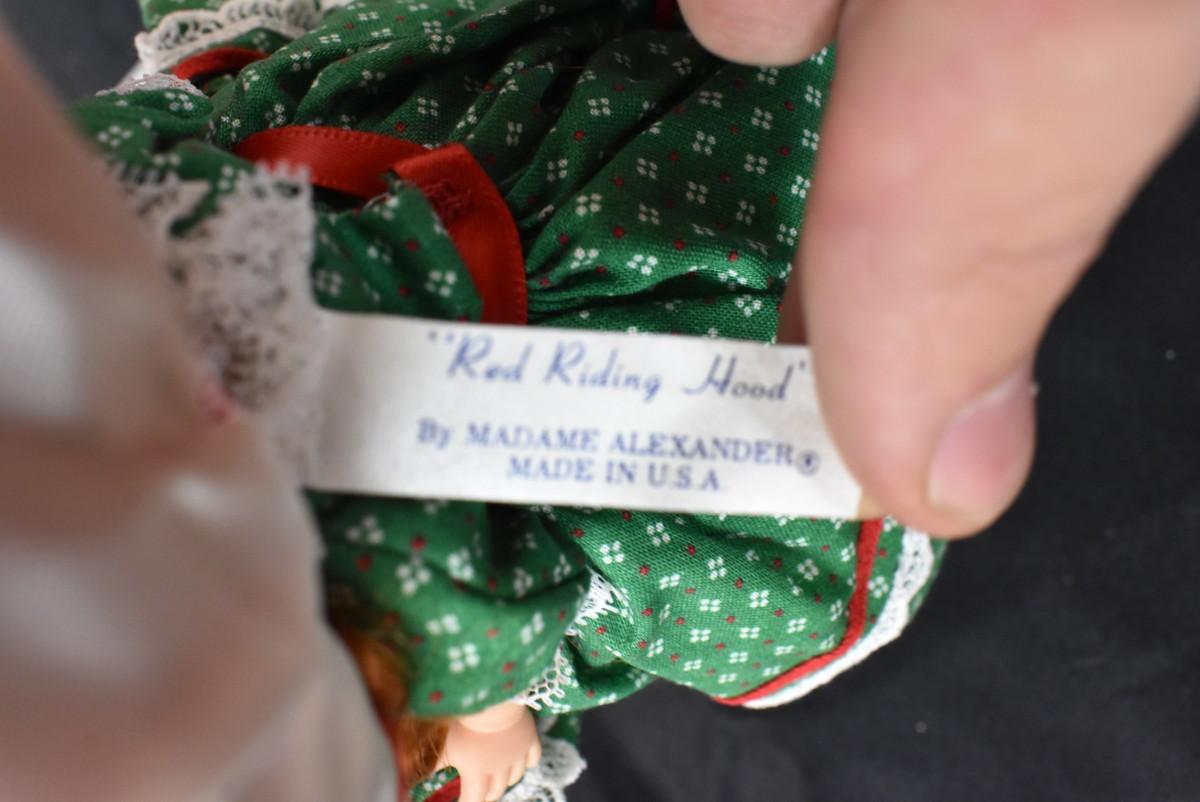 "Red Riding Hood"
By MADAME ALEXANDER®
MADE IN U.S.A.